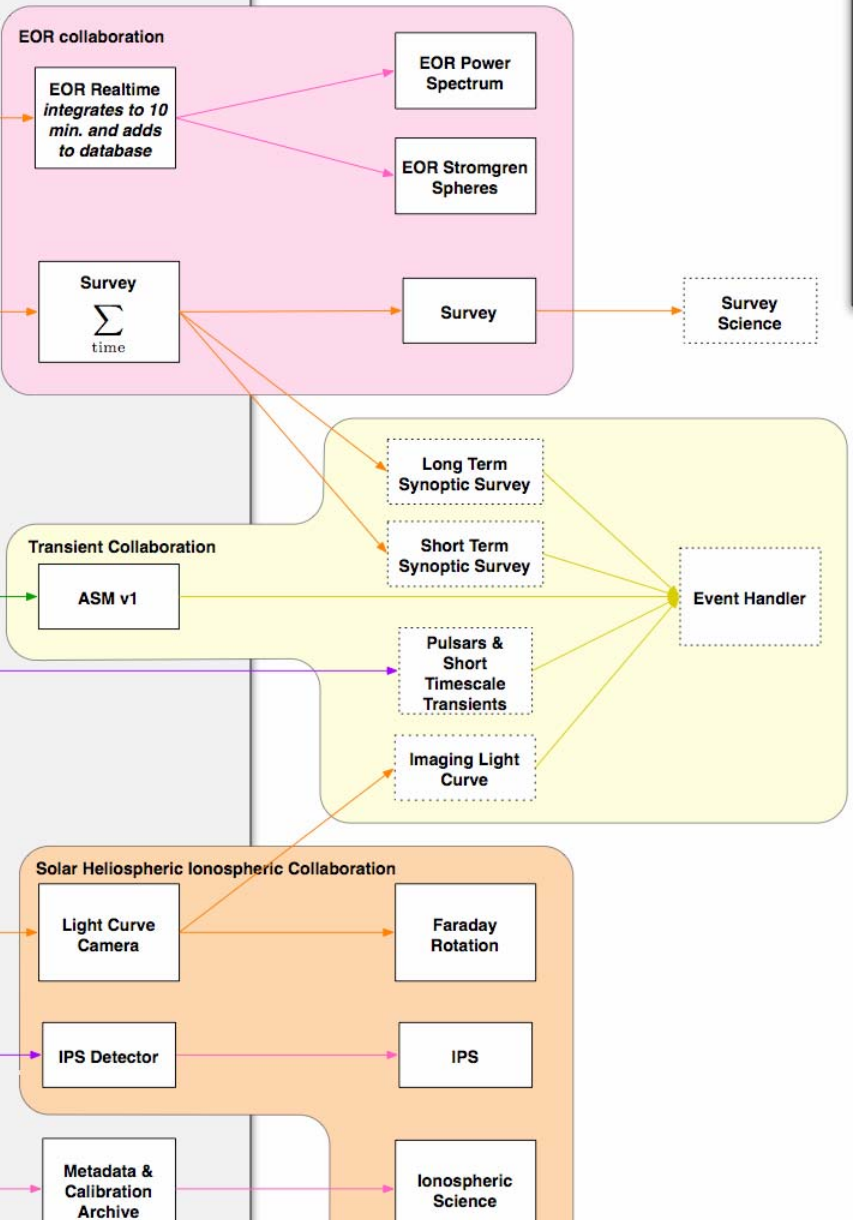 EOR collaboration
EOR Realtime
integrates to 10
min. and adds
to database
EOR Power
Spectrum
EOR Stromgren
Spheres
Survey
∑
time
Survey
Survey
Science
Long Term
Synoptic Survey
Short Term
Synoptic Survey
Transient Collaboration
ASM v1
Event Handler
Pulsars &
Short
Timescale
Transients
Imaging Light
Curve
Solar Heliospheric Ionospheric Collaboration
Light Curve
Camera
Faraday
Rotation
IPS Detector
IPS
Metadata &
Calibration
Archive
Ionospheric
Science